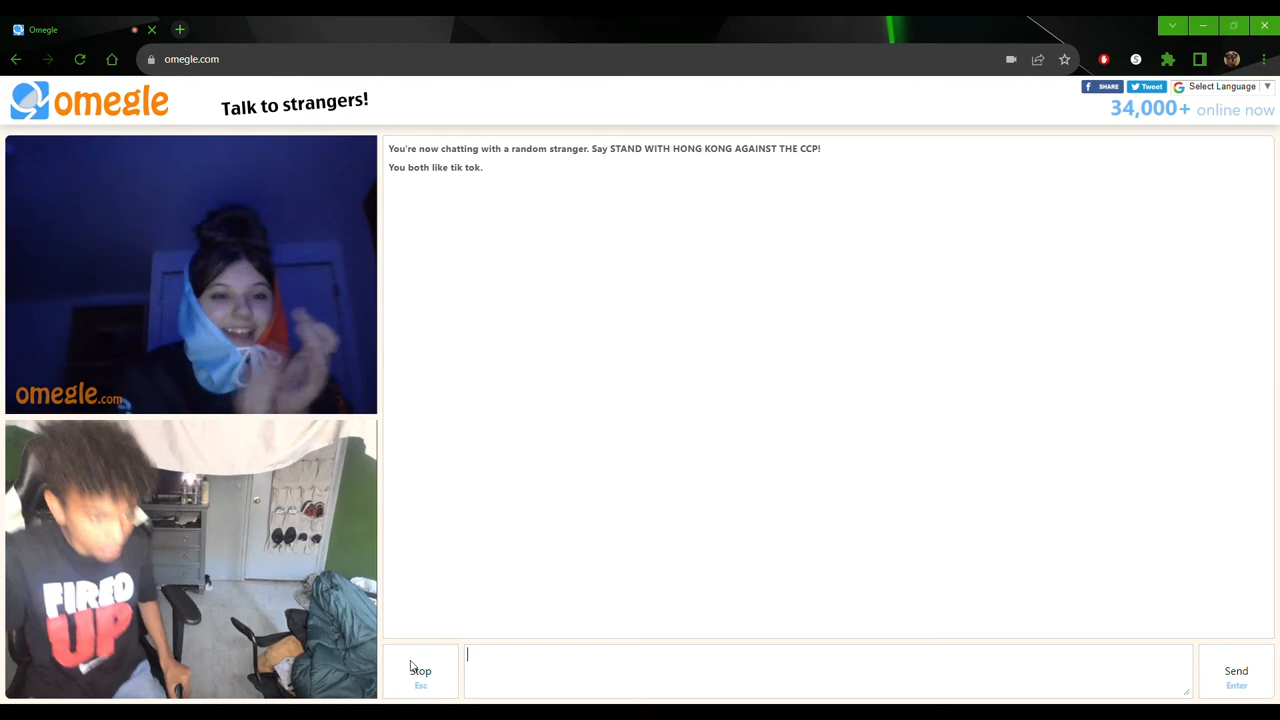 Omegle
omegle.com
omegle
Talk to strangers!
SHARE
Tweet
Select Language
34,000+ online now
You're now chatting with a random stranger. Say STAND WITH HONG KONG AGAINST THE CCP!
You both like tik tok.
omegle.com
FIRED
UP
Stop
Esc
Send
Enter